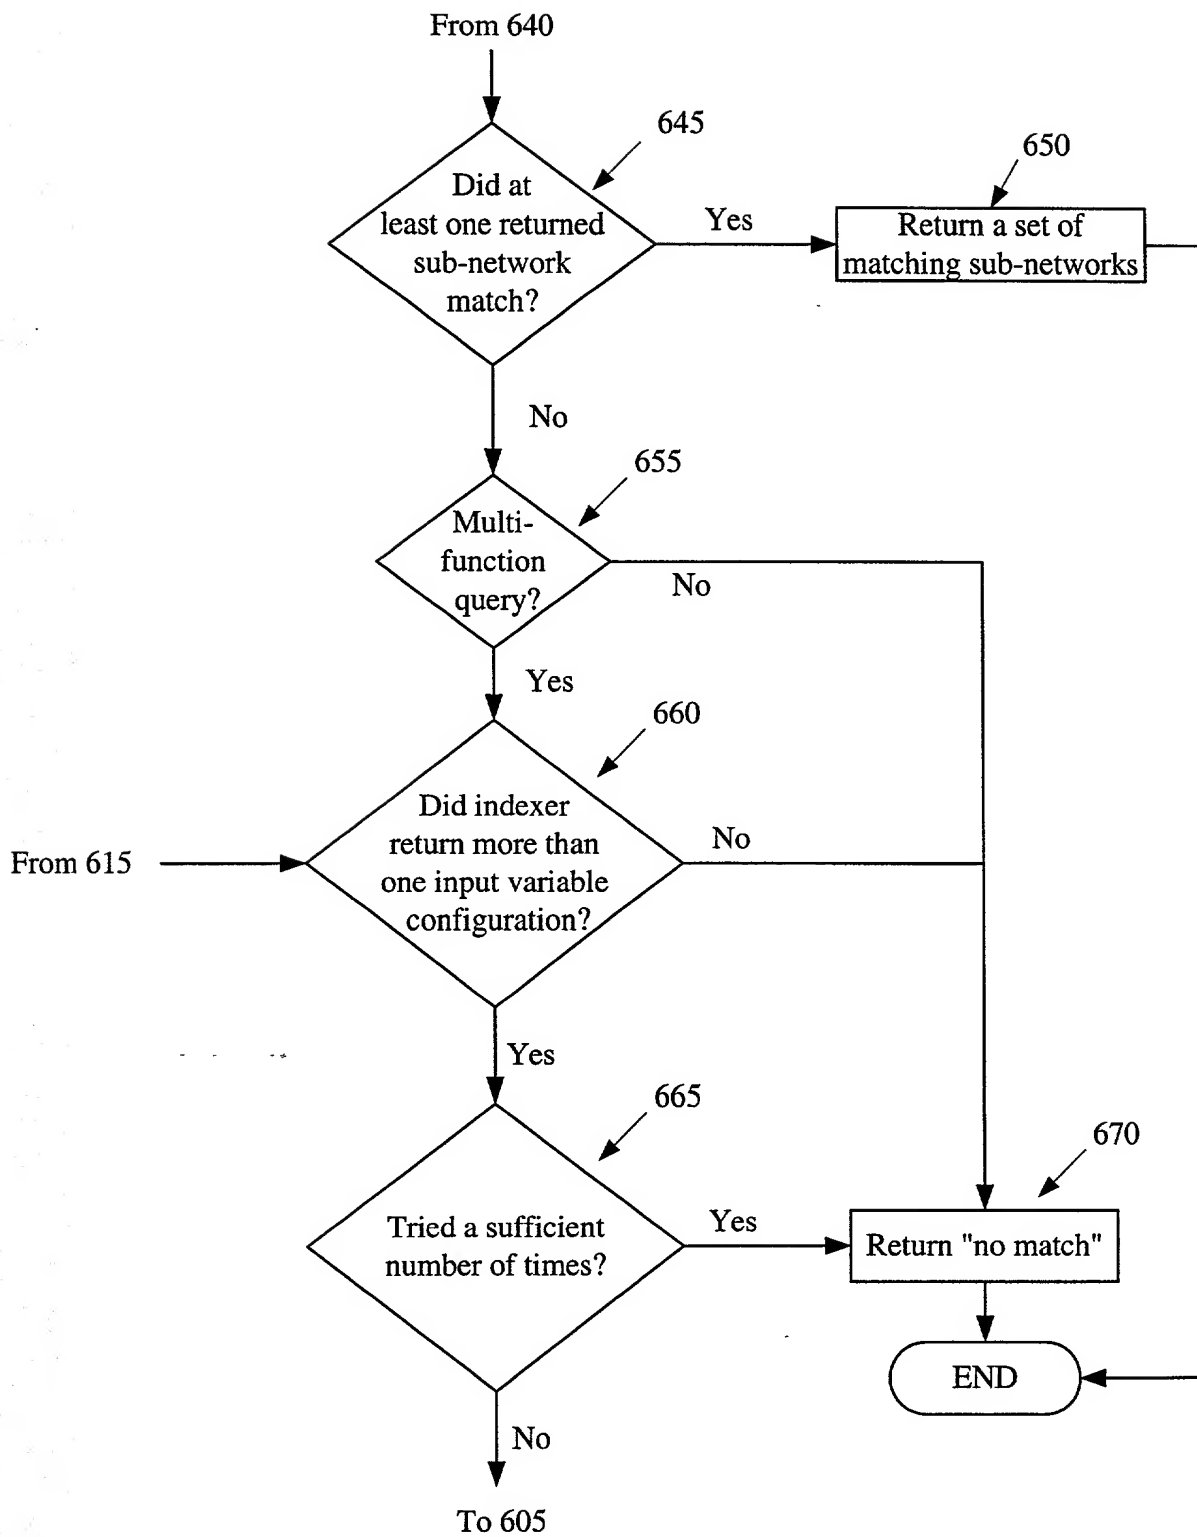 From 640
645
Did at
least one returned
sub-network
match?
Yes
650
Return a set of
matching sub-networks
No
655
Multi-
function
query?
No
Yes
660
Did indexer
return more than
one input variable
configuration?
No
From 615
Yes
665
Tried a sufficient
number of times?
Yes
670
Return "no match"
END
No
To 605